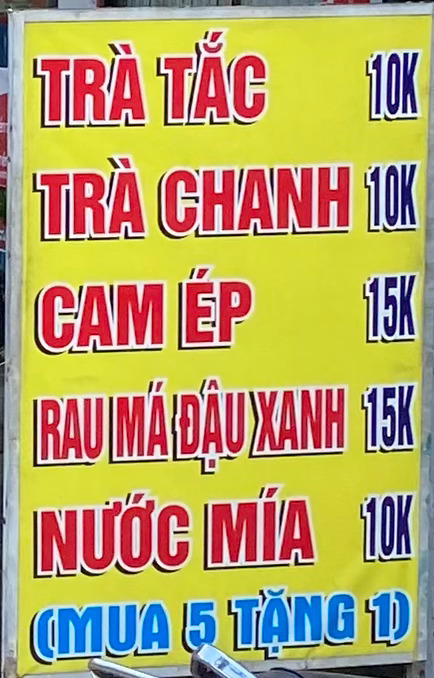 TRÀ TẮC 10K
TRÀ CHANH 10K
CAM ÉP 15K
RAU MÁ ĐẬU XANH 15K
NƯỚC MÍA 10K
(MUA 5 TẶNG 1)